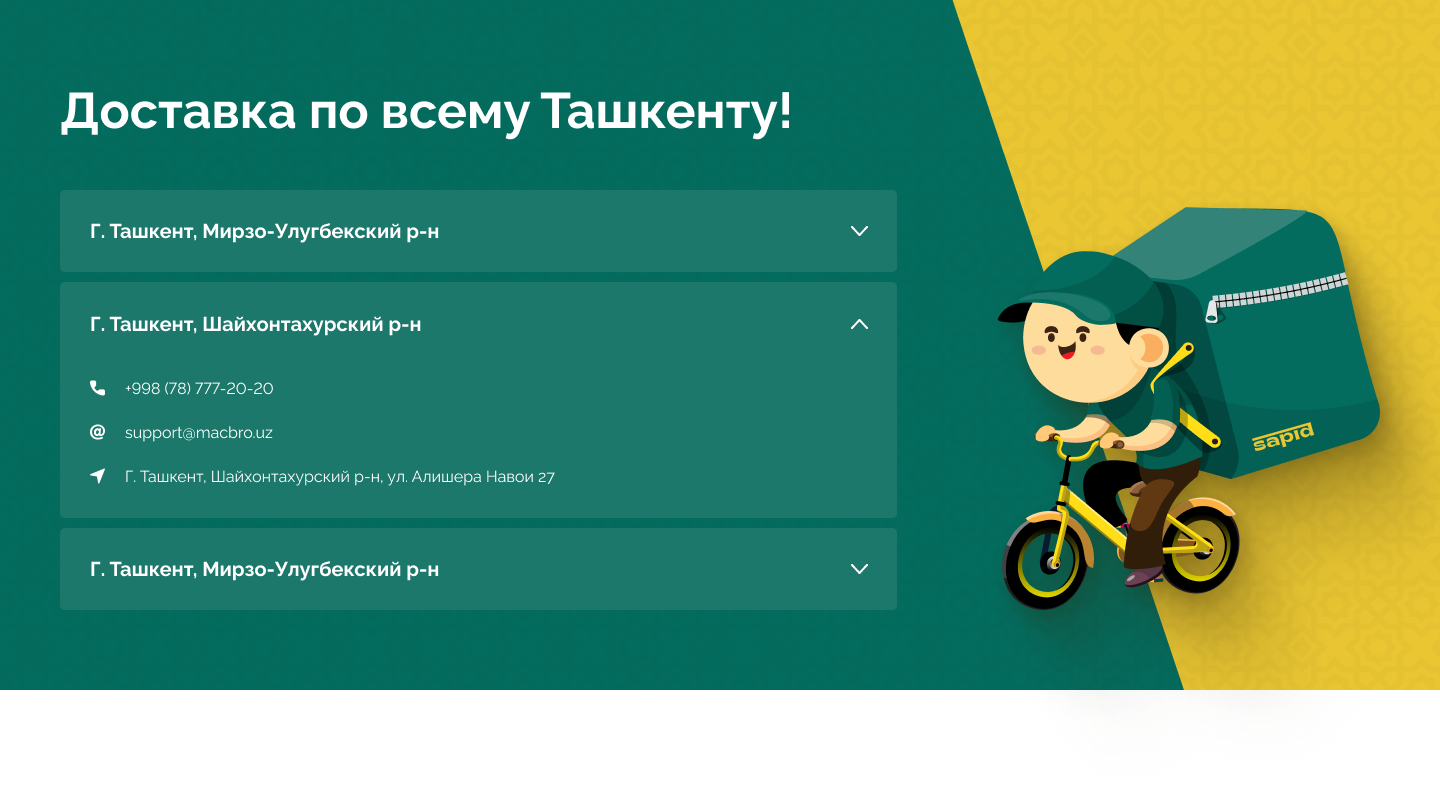 Доставка по всему Ташкенту!
Г. Ташкент, Мирзо-Улугбекский р-н
Г. Ташкент, Шайхонтахурский р-н
+998 (78) 777-20-20
support@macbro.uz
Г. Ташкент, Шайхонтахурский р-н, ул. Алишера Навои 27
Г. Ташкент, Мирзо-Улугбекский р-н
sapid